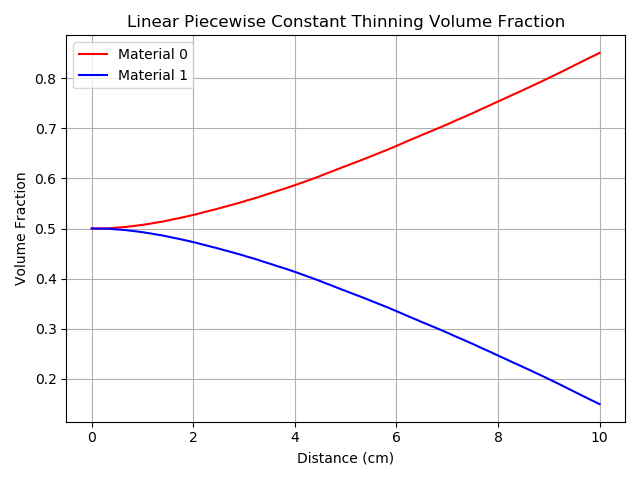 Linear Piecewise Constant Thinning Volume Fraction
Material 0
Material 1
Volume Fraction
0.8
0.7
0.6
0.5
0.4
0.3
0.2
0 2 4 6 8 10
Distance (cm)